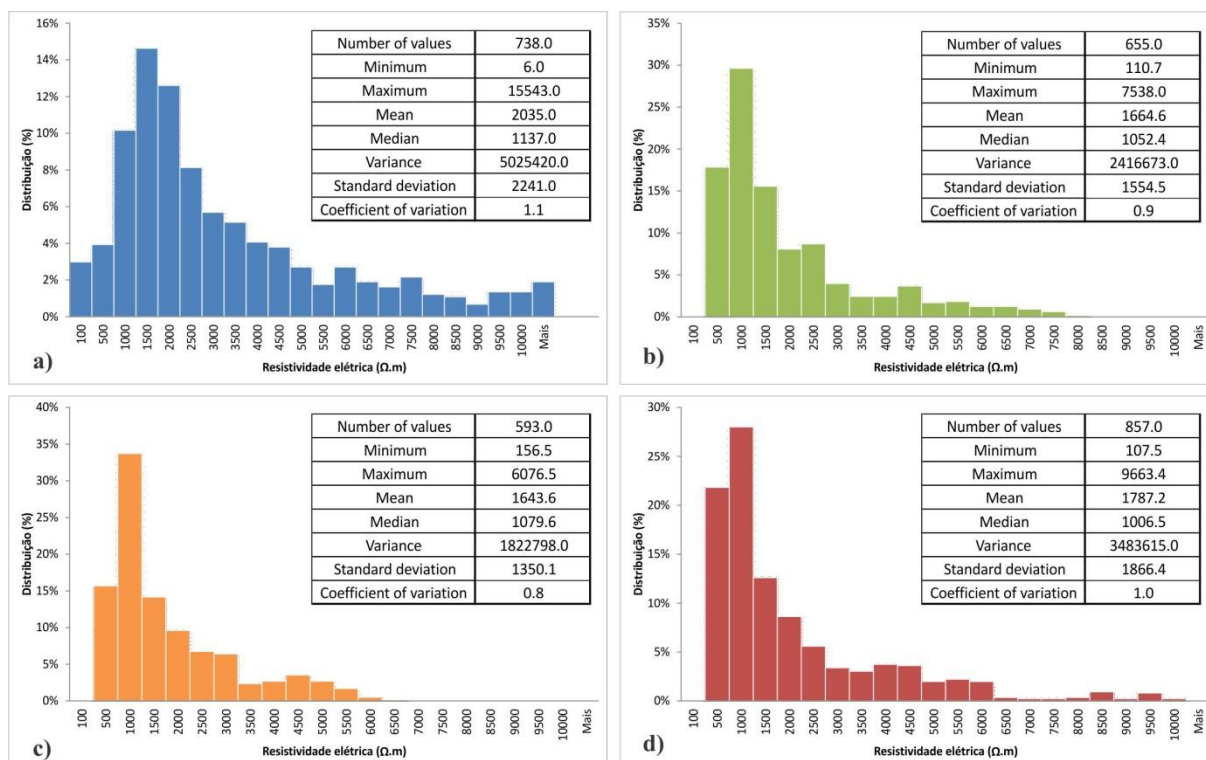 16%
14%
12%
10%
8%
6%
4%
2%
0%
Distribuição (%)
Number of values 738.0
Minimum 6.0
Maximum 15543.0
Mean 2035.0
Median 1137.0
Variance 5025420.0
Standard deviation 2241.0
Coefficient of variation 1.1
100 500 1000 1500 2000 2500 3000 3500 4000 4500 5000 5500 6000 6500 7000 7500 8000 8500 9000 9500 10000 Mais
Resistividade elétrica (Ω.m)
a)
35%
30%
25%
20%
15%
10%
5%
0%
Distribuição (%)
Number of values 655.0
Minimum 110.7
Maximum 7538.0
Mean 1664.6
Median 1052.4
Variance 2416673.0
Standard deviation 1554.5
Coefficient of variation 0.9
100 500 1000 1500 2000 2500 3000 3500 4000 4500 5000 5500 6000 6500 7000 7500 8000 8500 9000 9500 10000 Mais
Resistividade elétrica (Ω.m)
b)
40%
35%
30%
25%
20%
15%
10%
5%
0%
Distribuição (%)
Number of values 593.0
Minimum 156.5
Maximum 6076.5
Mean 1643.6
Median 1079.6
Variance 1822798.0
Standard deviation 1350.1
Coefficient of variation 0.8
100 500 1000 1500 2000 2500 3000 3500 4000 4500 5000 5500 6000 6500 7000 7500 8000 8500 9000 9500 10000 Mais
Resistividade elétrica (Ω.m)
c)
30%
25%
20%
15%
10%
5%
0%
Distribuição (%)
Number of values 857.0
Minimum 107.5
Maximum 9663.4
Mean 1787.2
Median 1006.5
Variance 3483615.0
Standard deviation 1866.4
Coefficient of variation 1.0
100 500 1000 1500 2000 2500 3000 3500 4000 4500 5000 5500 6000 6500 7000 7500 8000 8500 9000 9500 10000 Mais
Resistividade elétrica (Ω.m)
d)